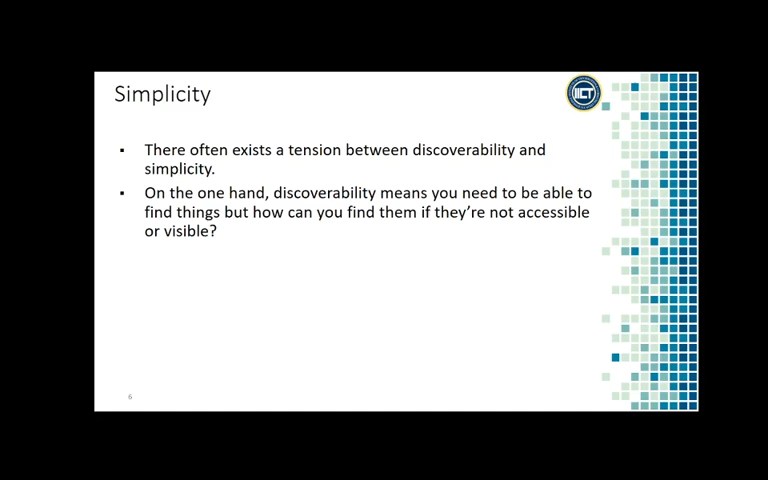 Simplicity
IICT
▪ There often exists a tension between discoverability and
simplicity.
▪ On the one hand, discoverability means you need to be able to
find things but how can you find them if they’re not accessible
or visible?
6